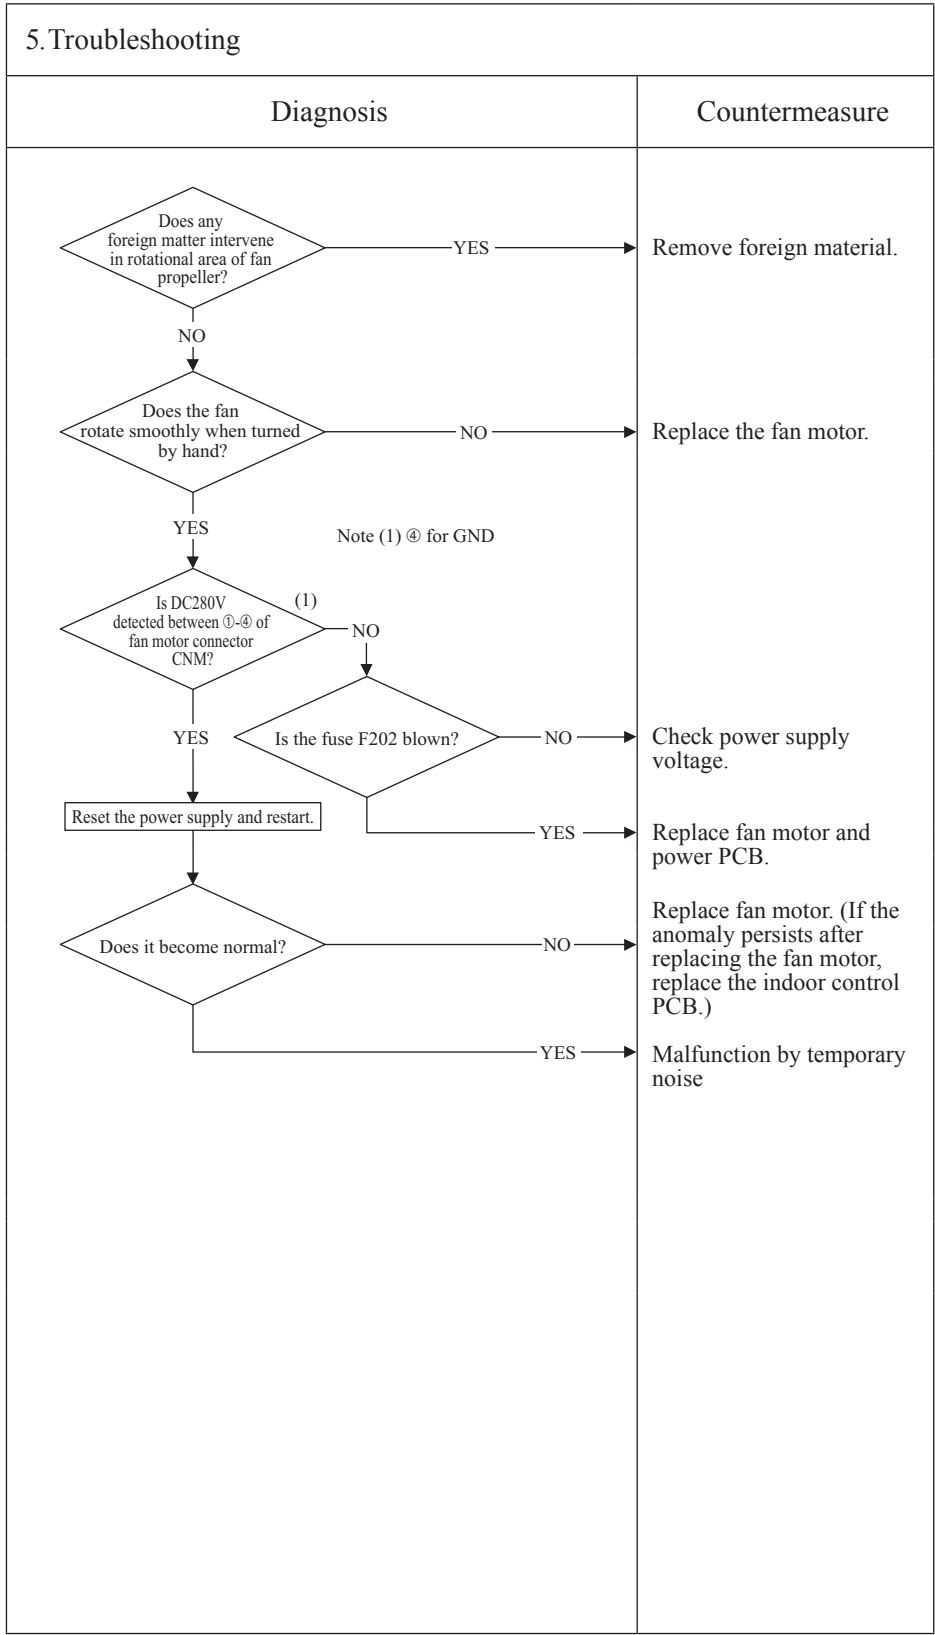 5.Troubleshooting
Diagnosis
Countermeasure
Does any
foreign matter intervene
in rotational area of fan
propeller?
YES
Remove foreign material.
NO
Does the fan
rotate smoothly when turned
by hand?
NO
Replace the fan motor.
YES
Note (1) ④ for GND
Is DC280V
detected between ①-④ of
fan motor connector
CNM?
(1)
NO
YES
Is the fuse F202 blown?
NO
Check power supply
voltage.
Reset the power supply and restart.
YES
Replace fan motor and
power PCB.
Does it become normal?
NO
Replace fan motor. (If the
anomaly persists after
replacing the fan motor,
replace the indoor control
PCB.)
YES
Malfunction by temporary
noise